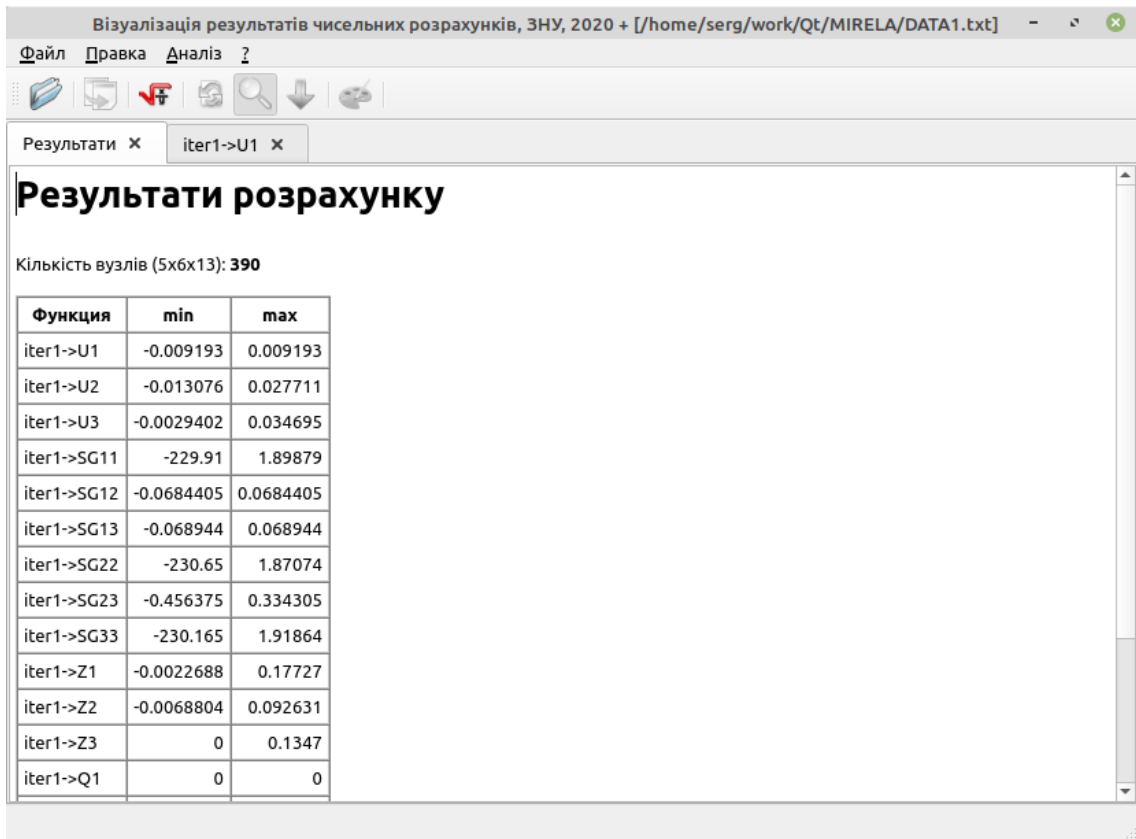 Візуалізація результатів чисельних розрахунків, ЗНУ, 2020 + [/home/serg/work/Qt/MIRELA/DATA1.txt]
Файл Правка Аналіз ?
Результати iter1->U1
Результати розрахунку
Кількість вузлів (5x6x13): 390
Функция min max
iter1->U1 -0.009193 0.009193
iter1->U2 -0.013076 0.027711
iter1->U3 -0.0029402 0.034695
iter1->SG11 -229.91 1.89879
iter1->SG12 -0.0684405 0.0684405
iter1->SG13 -0.068944 0.068944
iter1->SG22 -230.65 1.87074
iter1->SG23 -0.456375 0.334305
iter1->SG33 -230.165 1.91864
iter1->Z1 -0.0022688 0.17727
iter1->Z2 -0.0068804 0.092631
iter1->Z3 0 0.1347
iter1->Q1 0 0